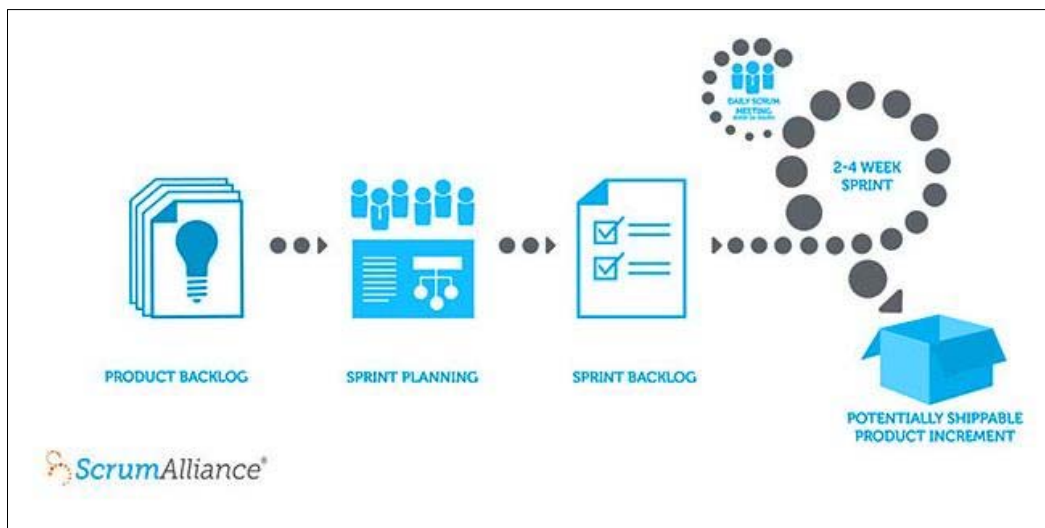 DAILY SCRUM
MEETING
2-4 WEEK
SPRINT
PRODUCT BACKLOG
SPRINT PLANNING
SPRINT BACKLOG
POTENTIALLY SHIPPABLE
PRODUCT INCREMENT
ScrumAlliance®